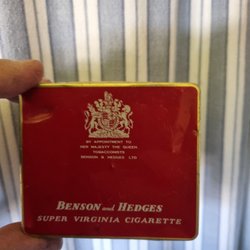 BY APPOINTMENT TO
HER MAJESTY THE QUEEN
TOBACCONISTS
BENSON & HEDGES LTD
BENSON and HEDGES
SUPER VIRGINIA CIGARETTE